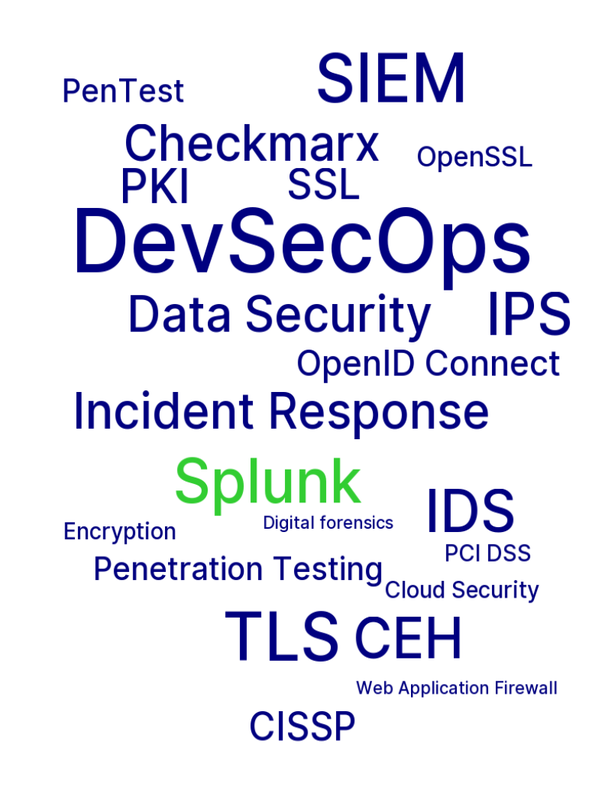 SIEM
PenTest
Checkmarx
OpenSSL
PKI
SSL
DevSecOps
Data Security
IPS
OpenID Connect
Incident Response
Splunk
IDS
Digital forensics
Encryption
PCI DSS
Penetration Testing
Cloud Security
TLS
CEH
Web Application Firewall
CISSP